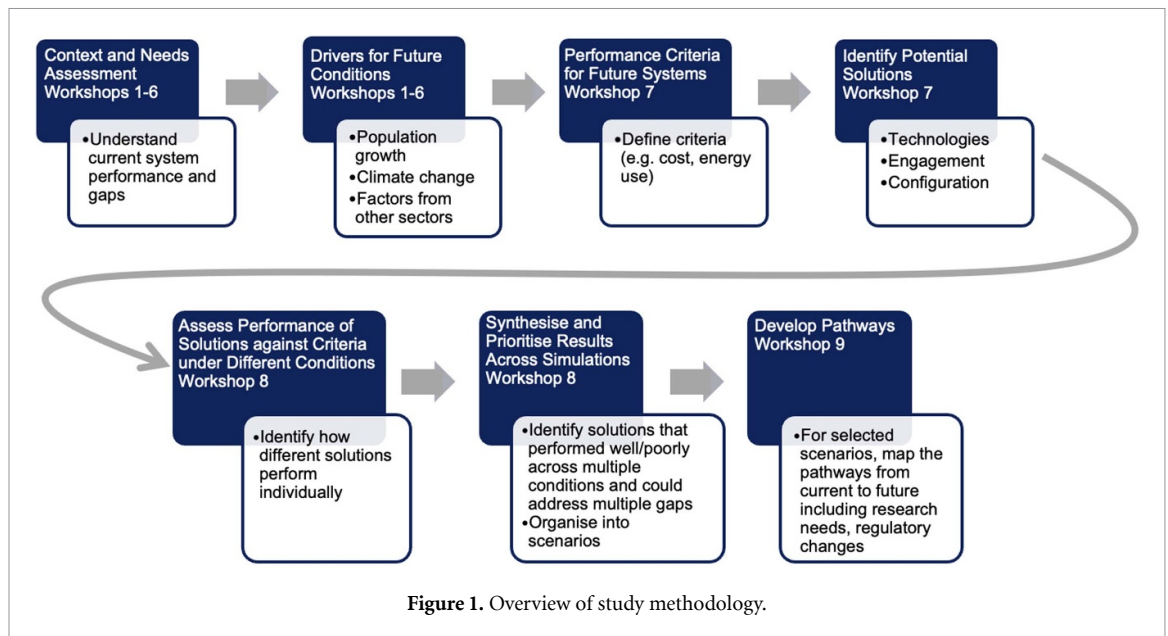 Context and Needs
Assessment
Workshops 1-6
•Understand
current system
performance and
gaps
Drivers for Future
Conditions
Workshops 1-6
•Population
growth
•Climate change
•Factors from
other sectors
Performance Criteria
for Future Systems
Workshop 7
•Define criteria
(e.g. cost, energy
use)
Identify Potential
Solutions
Workshop 7
•Technologies
•Engagement
•Configuration
Assess Performance of
Solutions against Criteria
under Different Conditions
Workshop 8
•Identify how
different solutions
perform
individually
Synthesise and
Prioritise Results
Across Simulations
Workshop 8
•Identify solutions that
performed well/poorly
across multiple
conditions and could
address multiple gaps
•Organise into
scenarios
Develop Pathways
Workshop 9
•For selected
scenarios, map the
pathways from
current to future
including research
needs, regulatory
changes
Figure 1. Overview of study methodology.